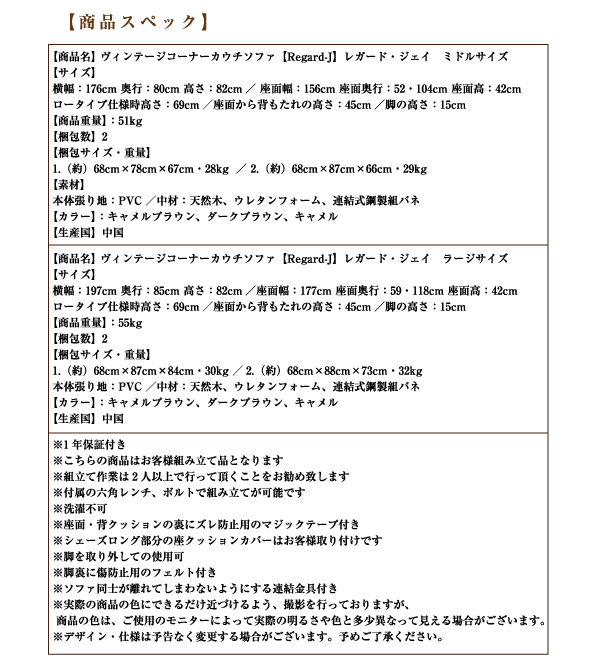 【商品スペック】
【商品名】ヴィンテージコーナーカウチソファ【Regard-J】レガード・ジェイ　ミドルサイズ
【サイズ】
横幅：176cm 奥行：80cm 高さ：82cm ／ 座面幅：156cm 座面奥行：52・104cm 座面高：42cm
ロータイプ仕様時高さ：69cm ／座面から背もたれの高さ：45cm ／脚の高さ：15cm
【商品重量】：51kg
【梱包数】2
【梱包サイズ・重量】
1.（約）68cm×78cm×67cm・28kg ／ 2.（約）68cm×87cm×66cm・29kg
【素材】
本体張り地：PVC ／中材：天然木、ウレタンフォーム、連結式鋼製組バネ
【カラー】：キャメルブラウン、ダークブラウン、キャメル
【生産国】中国
【商品名】ヴィンテージコーナーカウチソファ【Regard-J】レガード・ジェイ　ラージサイズ
【サイズ】
横幅：197cm 奥行：85cm 高さ：82cm ／座面幅：177cm 座面奥行：59・118cm 座面高：42cm
ロータイプ仕様時高さ：69cm ／座面から背もたれの高さ：45cm ／脚の高さ：15cm
【商品重量】：55kg
【梱包数】2
【梱包サイズ・重量】
1.（約）68cm×87cm×84cm・30kg ／ 2.（約）68cm×88cm×73cm・32kg
本体張り地：PVC ／中材：天然木、ウレタンフォーム、連結式鋼製組バネ
【カラー】：キャメルブラウン、ダークブラウン、キャメル
【生産国】中国
※1年保証付き
※こちらの商品はお客様組み立て品となります
※組立て作業は2人以上で行って頂くことをお勧め致します
※付属の六角レンチ、ボルトで組み立てが可能です
※洗濯不可
※座面・背クッションの裏にズレ防止用のマジックテープ付き
※シェーズロング部分の座クッションカバーはお客様取り付けです
※脚を取り外しての使用可
※脚裏に傷防止用のフェルト付き
※ソファ同士が離れてしまわないようにする連結金具付き
※実際の商品の色にできるだけ近づけるよう、撮影を行っておりますが、
商品の色は、ご使用のモニターによって実際の明るさや色と多少異なって見える場合がございます。
※デザイン・仕様は予告なく変更する場合がございます。予めご了承ください。